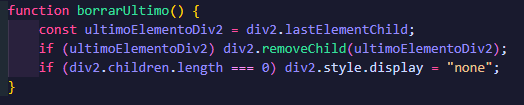 function borrarUltimo() {
    const ultimoElementoDiv2 = div2.lastElementChild;
    if (ultimoElementoDiv2) div2.removeChild(ultimoElementoDiv2);
    if (div2.children.length === 0) div2.style.display = "none";
}